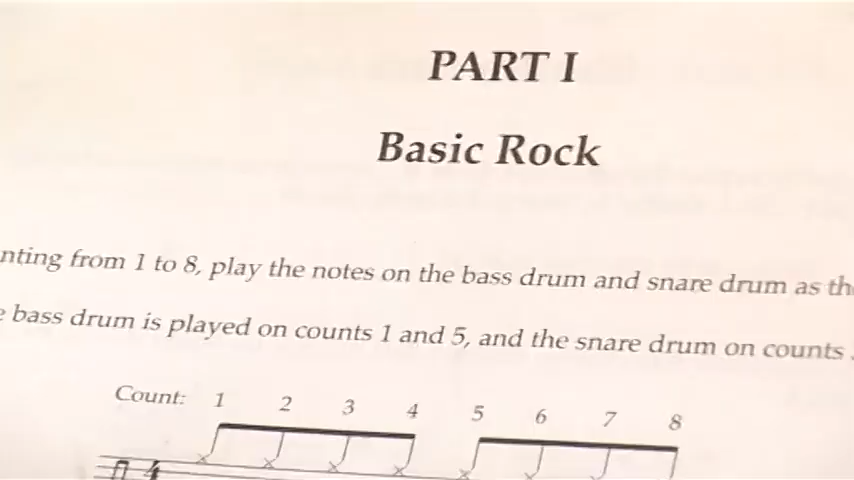 PART I
Basic Rock
nting from 1 to 8, play the notes on the bass drum and snare drum as
bass drum is played on counts 1 and 5, and the snare drum on counts
Count: 1 2 3 4 5 6 7 8
4